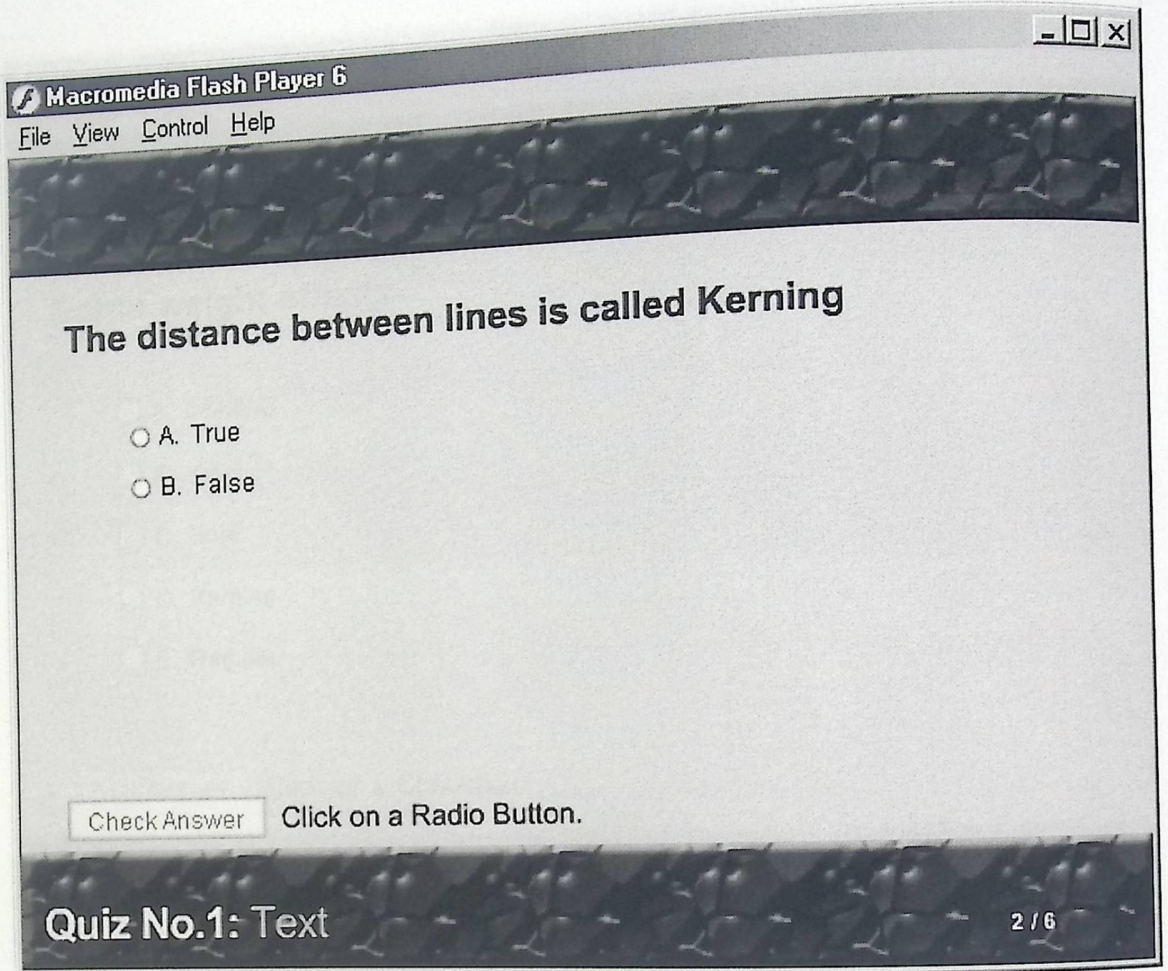 Macromedia Flash Player 6
File View Control Help
The distance between lines is called Kerning
A. True
B. False
Check Answer Click on a Radio Button.
Quiz No.1: Text 2 / 6